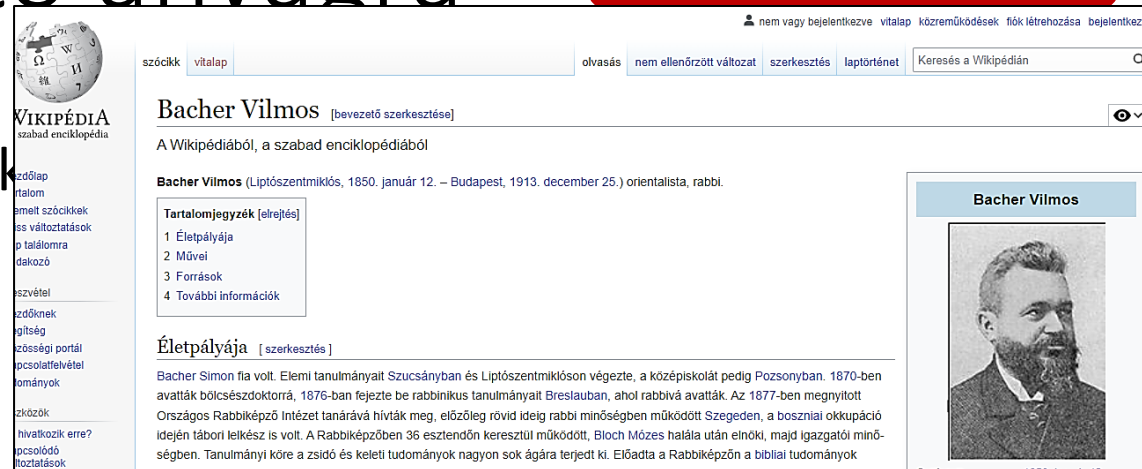 anyagra
nem vagy bejelentkezve vitalap közreműködések fiók létrehozása
szócikk vitalap olvasás nem ellenőrzött változat szerkesztés laptörténet Keresés a Wikipédián
WIKIPÉDIA
szabad enciklopédia
Bacher Vilmos [bevezető szerkesztése]
A Wikipédiából, a szabad enciklopédiából
Bacher Vilmos (Liptószentmiklós, 1850. január 12. – Budapest, 1913. december 25.) orientalista, rabbi.
Tartalomjegyzék [elrejtés]
1 Életpályája
2 Művei
3 Források
4 További információk
hivatkozik erre?
Életpályája [ szerkesztés ]
Bacher Simon fia volt. Elemi tanulmányait Szucsányban és Liptószentmiklóson végezte, a középiskolát pedig Pozsonyban. 1870-ben
avatták bölcsészdoktorrá, 1876-ban fejezte be rabbinikus tanulmányait Breslauban, ahol rabbivá avatták. Az 1877-ben megnyitott
Országos Rabbiképző Intézet tanárává hívták meg, előzőleg rövid ideig rabbi minőségben működött Szegeden, a boszniai okkupáció
idején tábori lelkész is volt. A Rabbiképzőben 36 esztendőn keresztül működött, Bloch Mózes halála után elnöki, majd igazgatói minő-
ségben. Tanulmányi köre a zsidó és keleti tudományok nagyon sok ágára terjedt ki. Előadta a Rabbiképzőn a bibliai tudományok
Bacher Vilmos